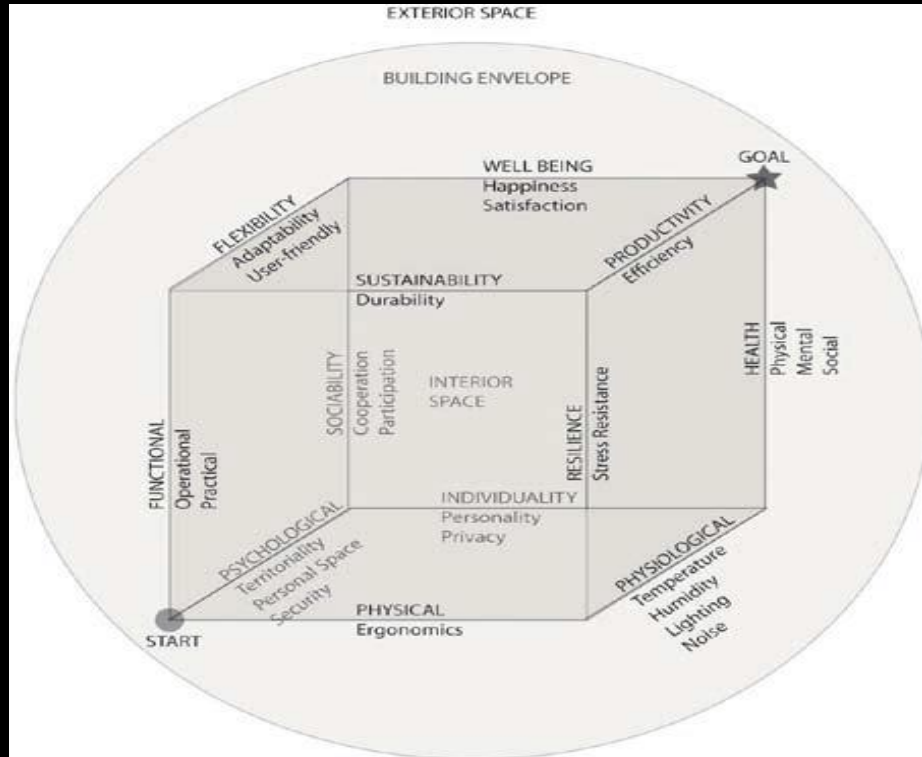 EXTERIOR SPACE
BUILDING ENVELOPE
WELL BEING
Happiness
Satisfaction
GOAL
FLEXIBILITY
Adaptability
User-friendly
PRODUCTIVITY
Efficiency
SUSTAINABILITY
Durability
SOCIABILITY
Cooperation
Participation
INTERIOR
SPACE
HEALTH
Physical
Mental
Social
FUNCTIONAL
Operational
Practical
RESILIENCE
Stress Resistance
INDIVIDUALITY
Personality
Privacy
PSYCHOLOGICAL
Territoriality
Personal Space
Security
PHYSIOLOGICAL
Temperature
Humidity
Lighting
Noise
PHYSICAL
Ergonomics
START